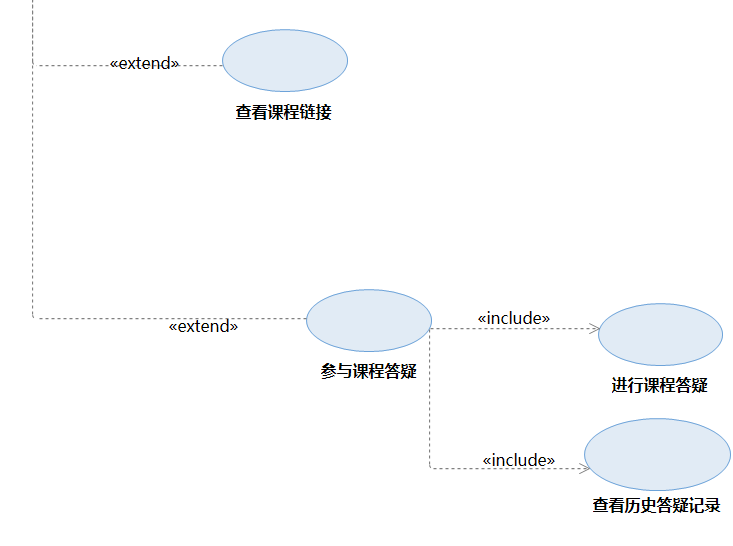 «extend»
查看课程链接
«include»
«extend»
参与课程答疑
进行课程答疑
«include»
查看历史答疑记录